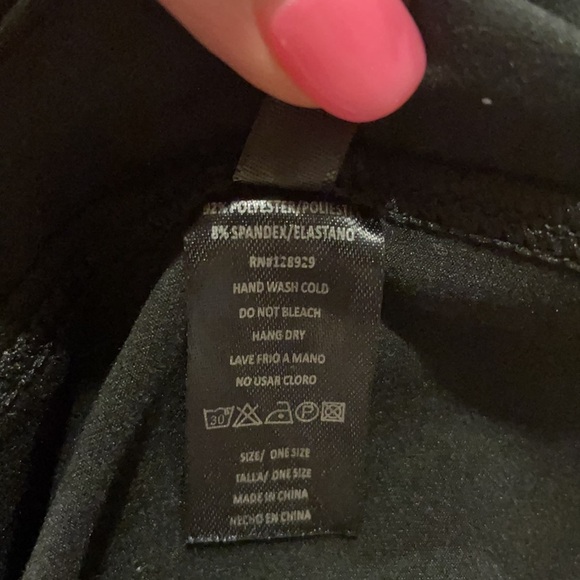 92% POLYESTER/POLIEST
8% SPANDEX/ELASTANO
RN#128929
HAND WASH COLD
DO NOT BLEACH
HANG DRY
LAVE FRIO A MANO
NO USAR CLORO
30° P
SIZE/ ONE SIZE
TALLA/ ONE SIZE
MADE IN CHINA
HECHO EN CHINA